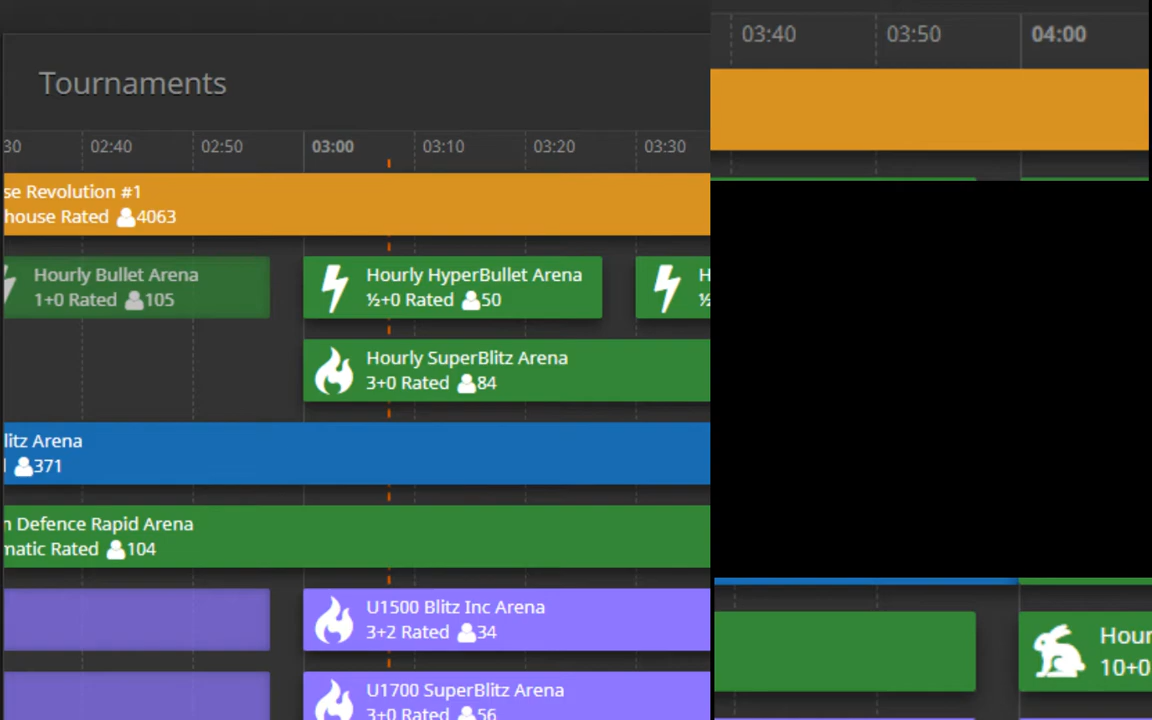 Tournaments
30 02:40 02:50 03:00 03:10 03:20 03:30
03:40 03:50 04:00
se Revolution #1
house Rated 4063
Hourly Bullet Arena
1+0 Rated 105
Hourly HyperBullet Arena
½+0 Rated 50
H
½
Hourly SuperBlitz Arena
3+0 Rated 84
litz Arena
371
n Defence Rapid Arena
matic Rated 104
U1500 Blitz Inc Arena
3+2 Rated 34
Hour
10+0
U1700 SuperBlitz Arena
3+0 Rated 56